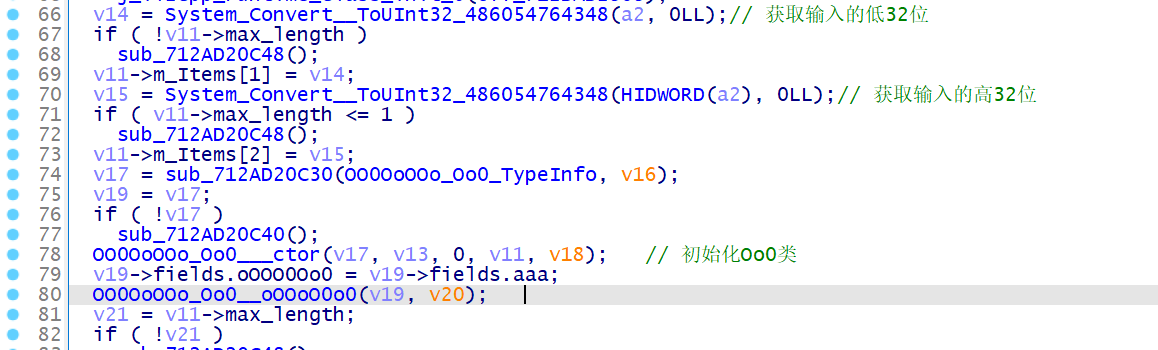 66 v14 = System_Convert__ToUInt32_486054764348(a2, 0LL);// 获取输入的低32位
67 if ( !v11->max_length )
68 sub_712AD20C48();
69 v11->m_Items[1] = v14;
70 v15 = System_Convert__ToUInt32_486054764348(HIDWORD(a2), 0LL);// 获取输入的高32位
71 if ( v11->max_length <= 1 )
72 sub_712AD20C48();
73 v11->m_Items[2] = v15;
74 v17 = sub_712AD20C30(OOOOoOOo_Oo0_TypeInfo, v16);
75 v19 = v17;
76 if ( !v17 )
77 sub_712AD20C40();
78 OOOOoOOo_Oo0___ctor(v17, v13, 0, v11, v18); // 初始化Oo0类
79 v19->fields.oOOOOOoO = v19->fields.aaa;
80 OOOOoOOo_Oo0__oOOoOOoO(v19, v20);
81 v21 = v11->max_length;
82 if ( !v21 )